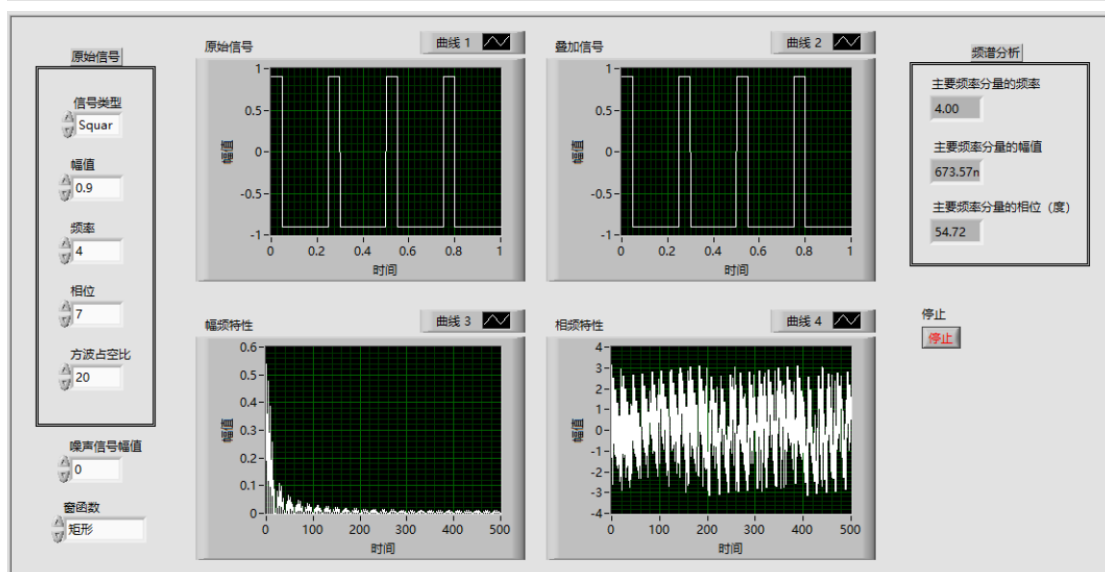 原始信号
信号类型
Squar
幅值
0.9
频率
4
相位
7
方波占空比
20
噪声信号幅值
0
窗函数
矩形
原始信号
曲线 1
幅值
1
0.5
0
-0.5
-1
0 0.2 0.4 0.6 0.8 1
时间
叠加信号
曲线 2
幅值
1
0.5
0
-0.5
-1
0 0.2 0.4 0.6 0.8 1
时间
幅频特性
曲线 3
幅值
0.6
0.5
0.4
0.3
0.2
0.1
0
0 100 200 300 400 500
时间
相频特性
曲线 4
幅值
4
3
2
1
0
-1
-2
-3
-4
0 100 200 300 400 500
时间
频谱分析
主要频率分量的频率
4.00
主要频率分量的幅值
673.57n
主要频率分量的相位（度）
54.72
停止
停止